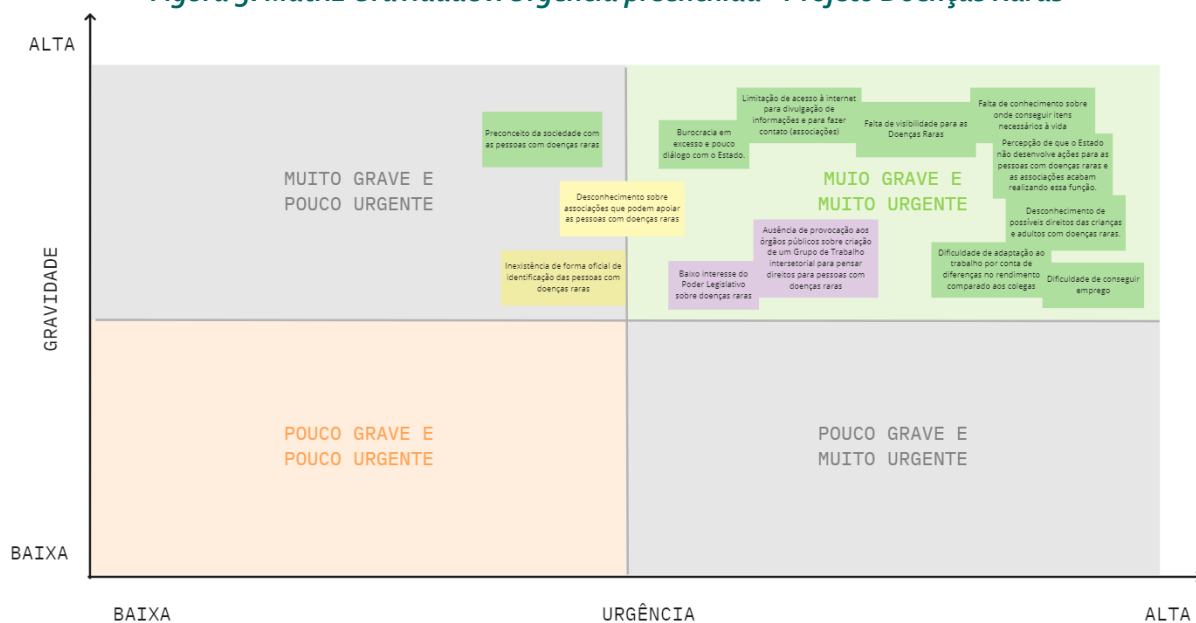 Matriz Gravidade x Urgência preenchida - Projeto Doenças Raras
ALTA
GRAVIDADE
BAIXA
MUITO GRAVE E
POUCO URGENTE
Preconceito da sociedade com
as pessoas com doenças raras
Desconhecimento sobre
associações que podem apoiar
as pessoas com doenças raras
Inexistência de forma oficial de
identificação das pessoas com
doenças raras
MUIO GRAVE E
MUITO URGENTE
Burocracia em
excesso e pouco
diálogo com o Estado.
Limitação de acesso à internet
para divulgação de
informações e para fazer
contato (associações)
Falta de visibilidade para as
Doenças Raras
Falta de conhecimento sobre
onde conseguir itens
necessários à vida
Percepção de que o Estado
não desenvolve ações para as
pessoas com doenças raras e
as associações acabam
realizando essa função.
Desconhecimento de
possíveis direitos das crianças
e adultos com doenças raras.
Ausência de provocação aos
órgãos públicos sobre criação
de um Grupo de Trabalho
intersetorial para pensar
direitos para pessoas com
doenças raras
Baixo interesse do
Poder Legislativo
sobre doenças raras
Dificuldade de adaptação ao
trabalho por conta de
diferenças no rendimento
comparado aos colegas
Dificuldade de conseguir
emprego
POUCO GRAVE E
POUCO URGENTE
POUCO GRAVE E
MUITO URGENTE
BAIXA
URGÊNCIA
ALTA